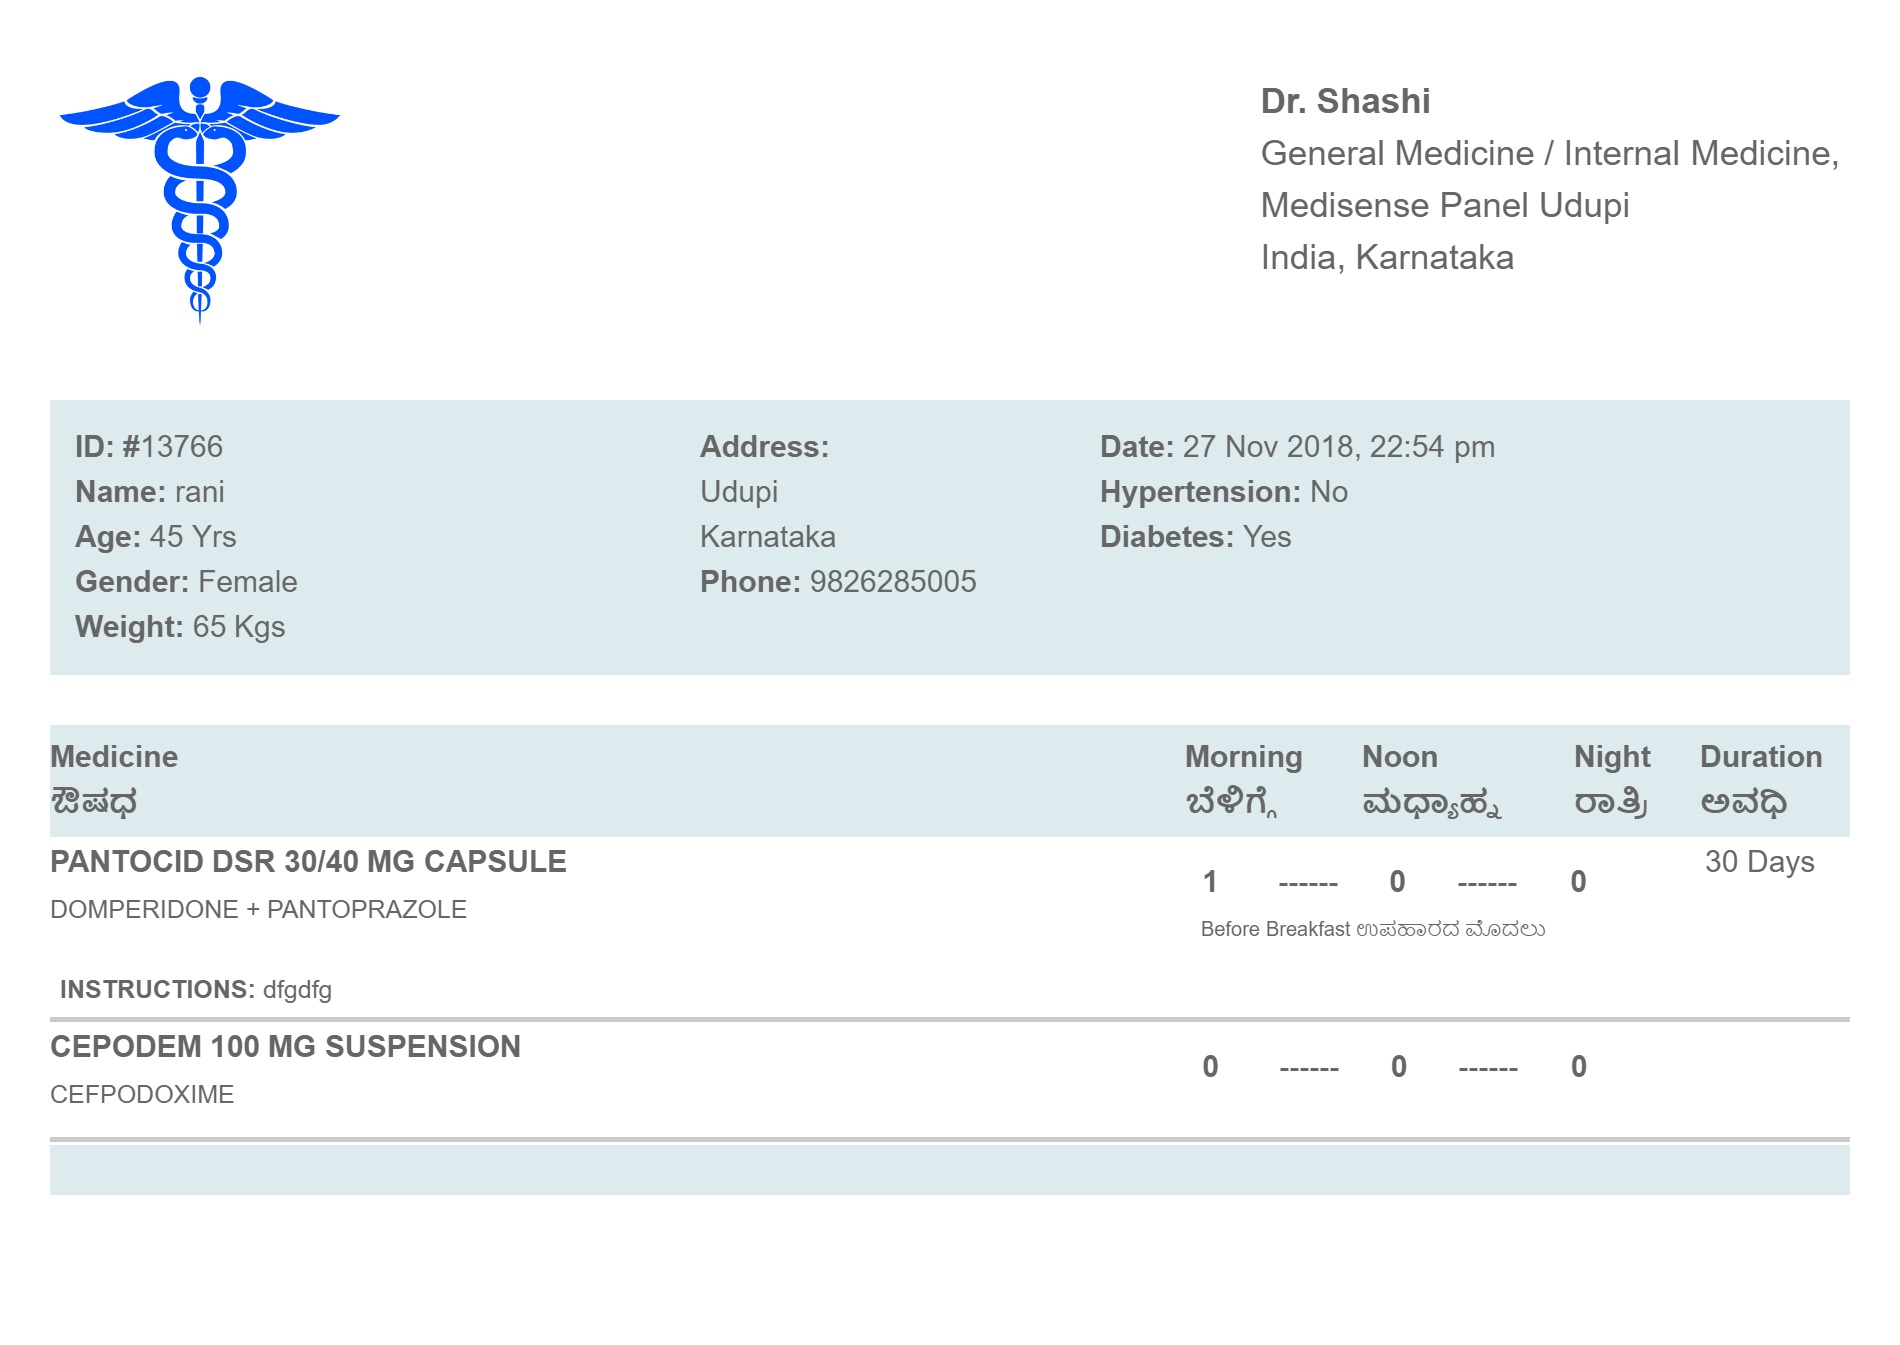 Dr. Shashi
General Medicine / Internal Medicine,
Medisense Panel Udupi
India, Karnataka
ID: #13766
Name: rani
Age: 45 Yrs
Gender: Female
Weight: 65 Kgs
Address:
Udupi
Karnataka
Phone: 9826285005
Date: 27 Nov 2018, 22:54 pm
Hypertension: No
Diabetes: Yes
Medicine Morning Noon Night Duration
ಔಷಧ ಬೆಳಿಗ್ಗೆ ಮಧ್ಯಾಹ್ನ ರಾತ್ರಿ ಅವಧಿ
PANTOCID DSR 30/40 MG CAPSULE 1 ------ 0 ------ 0 30 Days
DOMPERIDONE + PANTOPRAZOLE
Before Breakfast ಉಪಹಾರದ ಮೊದಲು
INSTRUCTIONS: dfgdfg
CEPODEM 100 MG SUSPENSION 0 ------ 0 ------ 0
CEFPODOXIME